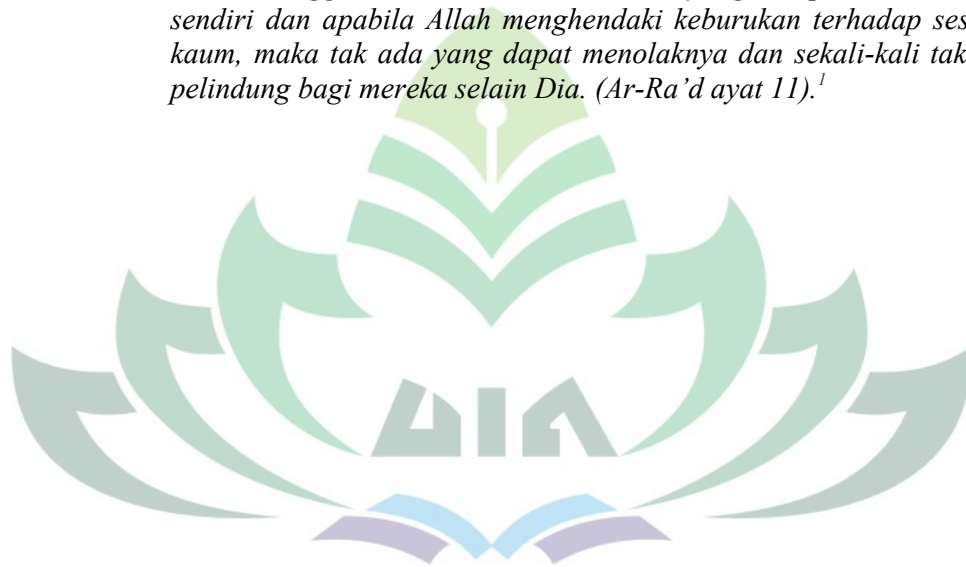 sendiri dan apabila Allah menghendaki keburukan terhadap ses
kaum, maka tak ada yang dapat menolaknya dan sekali-kali tak
pelindung bagi mereka selain Dia. (Ar-Ra’d ayat 11).1
UIN